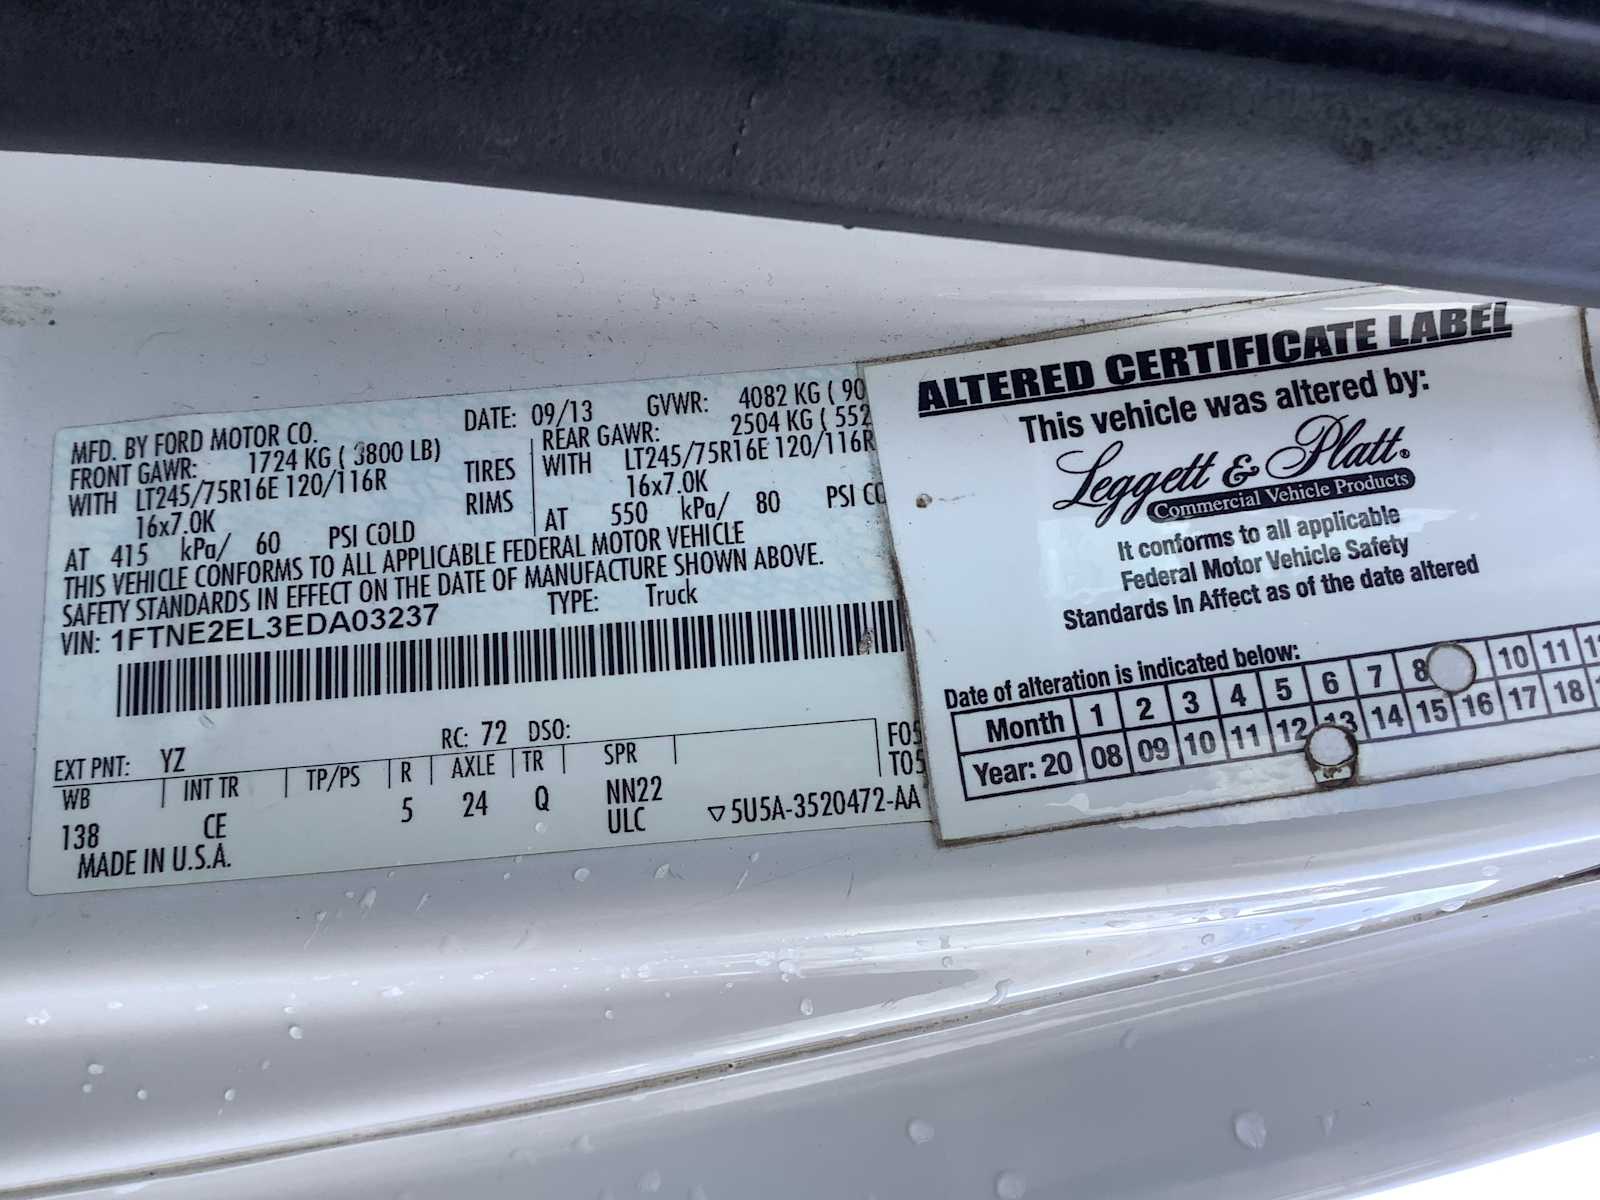 MFD. BY FORD MOTOR CO.
DATE: 09/13 GVWR: 4082 KG ( 90
FRONT GAWR: 1724 KG ( 3800 LB)
REAR GAWR: 2504 KG ( 552
WITH LT245/75R16E 120/116R TIRES
WITH LT245/75R16E 120/116R
16x7.0K RIMS
16x7.0K
AT 415 kPa/ 60 PSI COLD
AT 550 kPa/ 80 PSI CO
THIS VEHICLE CONFORMS TO ALL APPLICABLE FEDERAL MOTOR VEHICLE
SAFETY STANDARDS IN EFFECT ON THE DATE OF MANUFACTURE SHOWN ABOVE.
VIN: 1FTNE2EL3EDA03237 TYPE: Truck
EXT PNT: YZ RC: 72 DSO: F05
WB INT TR TP/PS R AXLE TR SPR T05
138 CE 5 24 Q NN22
ULC ▽5U5A-3520472-AA
MADE IN U.S.A.
ALTERED CERTIFICATE LABEL
This vehicle was altered by:
Leggett & Platt®
Commercial Vehicle Products
It conforms to all applicable
Federal Motor Vehicle Safety
Standards In Affect as of the date altered
Date of alteration is indicated below:
Month 1 2 3 4 5 6 7 8 10 11 12
Year: 20 08 09 10 11 12 13 14 15 16 17 18